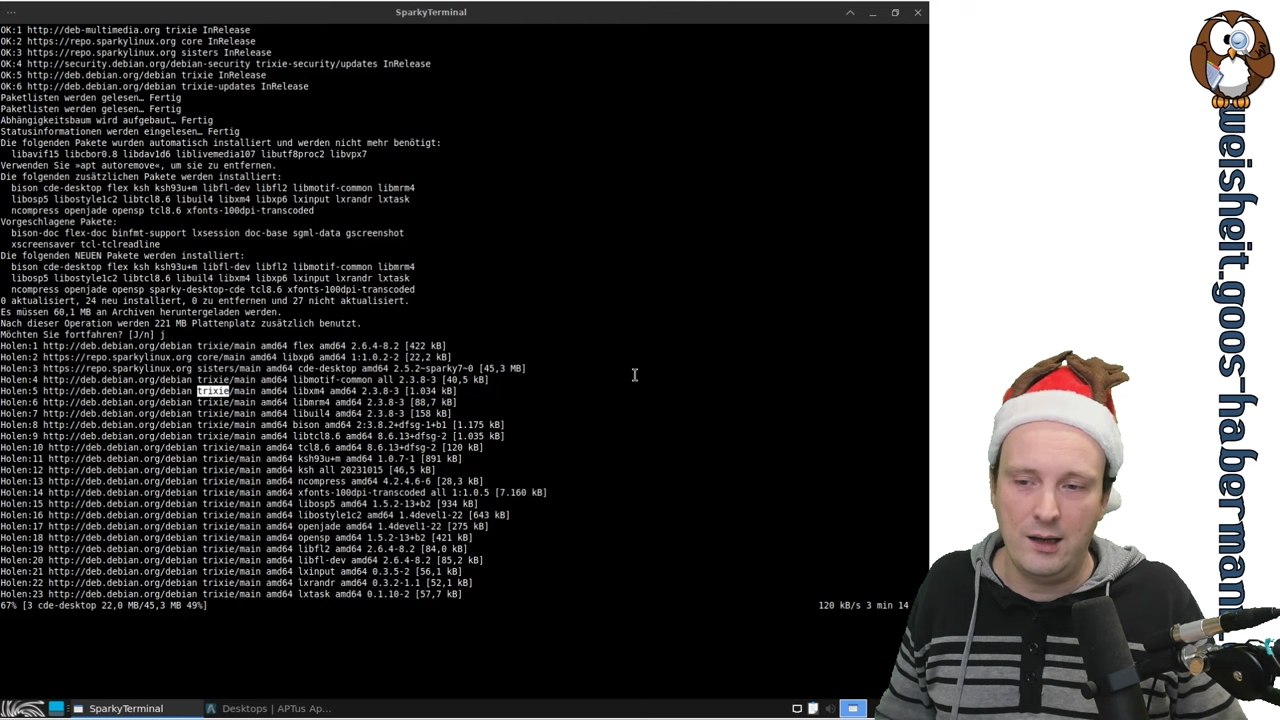 SparkyTerminal
OK:1 http://deb-multimedia.org trixie InRelease
OK:2 https://repo.sparkylinux.org core InRelease
OK:3 https://repo.sparkylinux.org sisters InRelease
OK:4 http://security.debian.org/debian-security trixie-security/updates InRelease
OK:5 http://deb.debian.org/debian trixie InRelease
OK:6 http://deb.debian.org/debian trixie-updates InRelease
Paketlisten werden gelesen… Fertig
Paketlisten werden gelesen… Fertig
Abhängigkeitsbaum wird aufgebaut… Fertig
Statusinformationen werden eingelesen… Fertig
Die folgenden Pakete wurden automatisch installiert und werden nicht mehr benötigt:
libavif15 libcbor0.8 libdav1d6 liblivemedia107 libutf8proc2 libvpx7
Verwenden Sie »apt autoremove«, um sie zu entfernen.
Die folgenden zusätzlichen Pakete werden installiert:
bison cde-desktop flex ksh ksh93u+m libfl-dev libfl2 libmotif-common libmrm4
libosp5 libostyle1c2 libtcl8.6 libuil4 libxm4 libxp6 lxinput lxrandr lxtask
ncompress openjade opensp tcl8.6 xfonts-100dpi-transcoded
Vorgeschlagene Pakete:
bison-doc flex-doc binfmt-support lxsession doc-base sgml-data gscreenshot
xscreensaver tcl-tclreadline
Die folgenden NEUEN Pakete werden installiert:
bison cde-desktop flex ksh ksh93u+m libfl-dev libfl2 libmotif-common libmrm4
libosp5 libostyle1c2 libtcl8.6 libuil4 libxm4 libxp6 lxinput lxrandr lxtask
ncompress openjade opensp sparky-desktop-cde tcl8.6 xfonts-100dpi-transcoded
0 aktualisiert, 24 neu installiert, 0 zu entfernen und 27 nicht aktualisiert.
Es müssen 60,1 MB an Archiven heruntergeladen werden.
Nach dieser Operation werden 221 MB Plattenplatz zusätzlich benutzt.
Möchten Sie fortfahren? [J/n] j
Holen:1 http://deb.debian.org/debian trixie/main amd64 flex amd64 2.6.4-8.2 [422 kB]
Holen:2 https://repo.sparkylinux.org core/main amd64 libxp6 amd64 1:1.0.2-2 [22,2 kB]
Holen:3 https://repo.sparkylinux.org sisters/main amd64 cde-desktop amd64 2.5.2~sparky7~0 [45,3 MB]
Holen:4 http://deb.debian.org/debian trixie/main amd64 libmotif-common all 2.3.8-3 [40,5 kB]
Holen:5 http://deb.debian.org/debian trixie/main amd64 libxm4 amd64 2.3.8-3 [1.034 kB]
Holen:6 http://deb.debian.org/debian trixie/main amd64 libmrm4 amd64 2.3.8-3 [88,7 kB]
Holen:7 http://deb.debian.org/debian trixie/main amd64 libuil4 amd64 2.3.8-3 [158 kB]
Holen:8 http://deb.debian.org/debian trixie/main amd64 bison amd64 2:3.8.2+dfsg-1+b1 [1.175 kB]
Holen:9 http://deb.debian.org/debian trixie/main amd64 libtcl8.6 amd64 8.6.13+dfsg-2 [1.035 kB]
Holen:10 http://deb.debian.org/debian trixie/main amd64 tcl8.6 amd64 8.6.13+dfsg-2 [120 kB]
Holen:11 http://deb.debian.org/debian trixie/main amd64 ksh93u+m amd64 1.0.7-1 [891 kB]
Holen:12 http://deb.debian.org/debian trixie/main amd64 ksh all 20231015 [46,5 kB]
Holen:13 http://deb.debian.org/debian trixie/main amd64 ncompress amd64 4.2.4.6-6 [28,3 kB]
Holen:14 http://deb.debian.org/debian trixie/main amd64 xfonts-100dpi-transcoded all 1:1.0.5 [7.160 kB]
Holen:15 http://deb.debian.org/debian trixie/main amd64 libosp5 amd64 1.5.2-13+b2 [934 kB]
Holen:16 http://deb.debian.org/debian trixie/main amd64 libostyle1c2 amd64 1.4devel1-22 [643 kB]
Holen:17 http://deb.debian.org/debian trixie/main amd64 openjade amd64 1.4devel1-22 [275 kB]
Holen:18 http://deb.debian.org/debian trixie/main amd64 opensp amd64 1.5.2-13+b2 [421 kB]
Holen:19 http://deb.debian.org/debian trixie/main amd64 libfl2 amd64 2.6.4-8.2 [84,0 kB]
Holen:20 http://deb.debian.org/debian trixie/main amd64 libfl-dev amd64 2.6.4-8.2 [85,2 kB]
Holen:21 http://deb.debian.org/debian trixie/main amd64 lxinput amd64 0.3.5-2 [56,1 kB]
Holen:22 http://deb.debian.org/debian trixie/main amd64 lxrandr amd64 0.3.2-1.1 [52,1 kB]
Holen:23 http://deb.debian.org/debian trixie/main amd64 lxtask amd64 0.1.10-2 [57,7 kB]
67% [3 cde-desktop 22,0 MB/45,3 MB 49%] 120 kB/s 3 min 14
SparkyTerminal
Desktops | APTus Ap...
weisheit.goos-habermann.